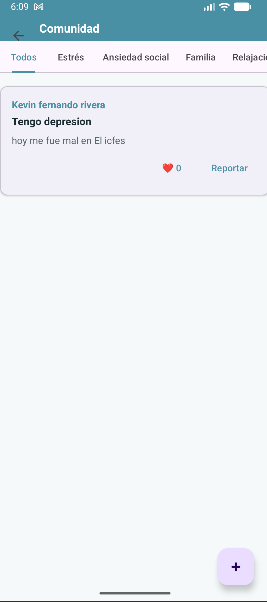 6:09
Comunidad
Todos Estrés Ansiedad social Familia Relajació
Kevin fernando rivera
Tengo depresion
hoy me fue mal en El icfes
❤️ 0 Reportar
+